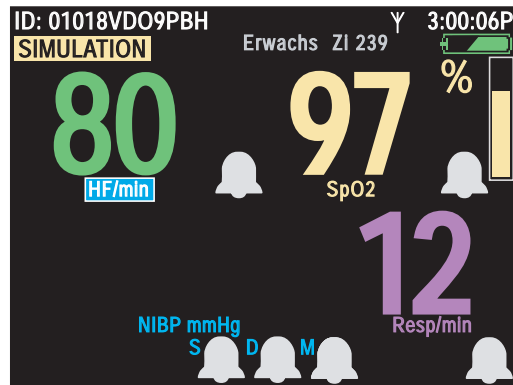 ID: 01018VDO9PBH 3:00:06P
SIMULATION Erwachs ZI 239
80 97 %
HF/min SpO2
12
NIBP mmHg Resp/min
S D M